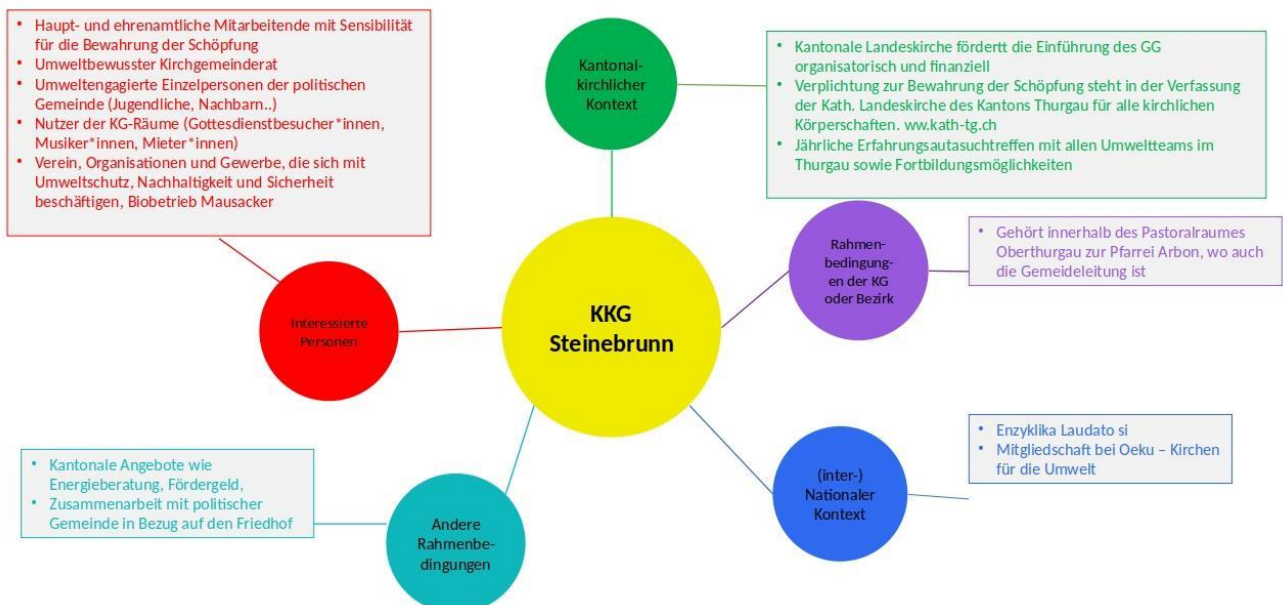 • Haupt- und ehrenamtliche Mitarbeitende mit Sensibilität
für die Bewahrung der Schöpfung
• Umweltbewusster Kirchgemeinderat
• Umweltengagierte Einzelpersonen der politischen
Gemeinde (Jugendliche, Nachbarn..)
• Nutzer der KG-Räume (Gottesdienstbesucher*innen,
Musiker*innen, Mieter*innen)
• Verein, Organisationen und Gewerbe, die sich mit
Umweltschutz, Nachhaltigkeit und Sicherheit
beschäftigen, Biobetrieb Mausacker
Kantonal-
kirchlicher
Kontext
• Kantonale Landeskirche fördertt die Einführung des GG
organisatorisch und finanziell
• Verplichtung zur Bewahrung der Schöpfung steht in der Verfassung
der Kath. Landeskirche des Kantons Thurgau für alle kirchlichen
Körperschaften. ww.kath-tg.ch
• Jährliche Erfahrungsautasuchtreffen mit allen Umweltteams im
Thurgau sowie Fortbildungsmöglichkeiten
Rahmen-
bedingung-
en der KG
oder Bezirk
• Gehört innerhalb des Pastoralraumes
Oberthurgau zur Pfarrei Arbon, wo auch
die Gemeideleitung ist
Interessierte
Personen
KKG
Steinebrunn
• Kantonale Angebote wie
Energieberatung, Fördergeld,
• Zusammenarbeit mit politischer
Gemeinde in Bezug auf den Friedhof
Andere
Rahmenbe-
dingungen
(inter-)
Nationaler
Kontext
• Enzyklika Laudato si
• Mitgliedschaft bei Oeku – Kirchen
für die Umwelt